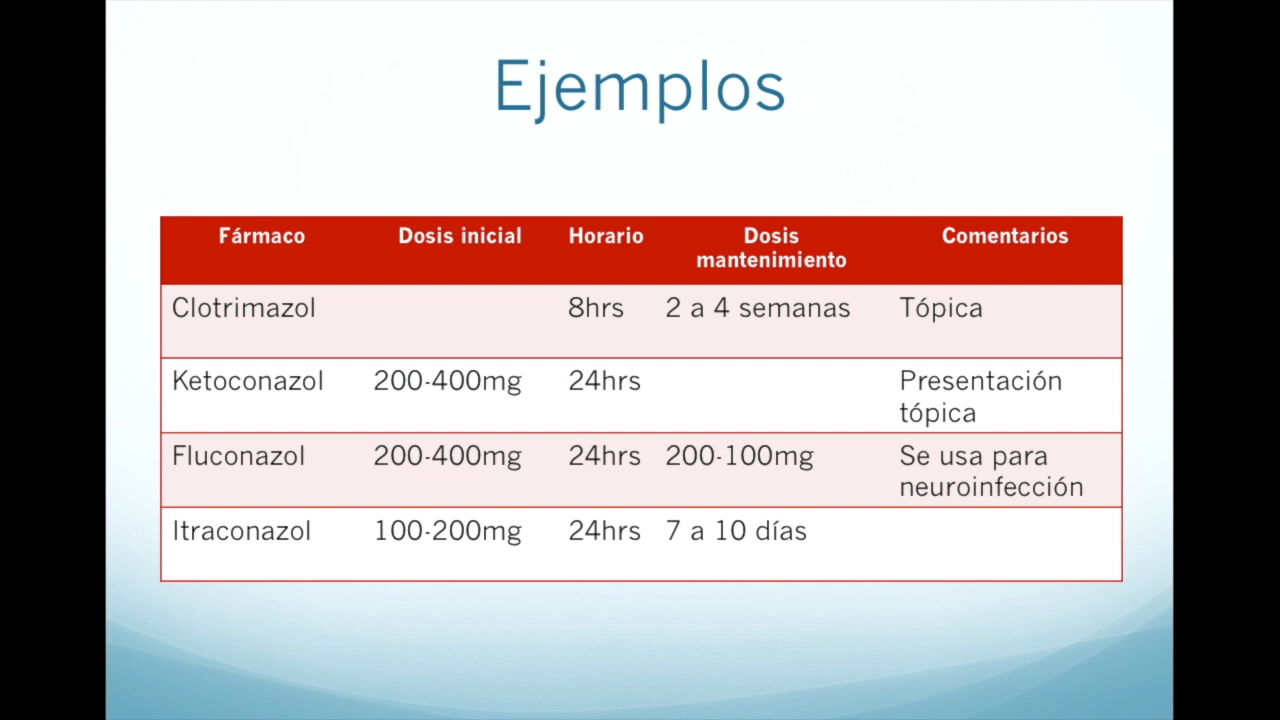 Ejemplos
Fármaco Dosis inicial Horario Dosis mantenimiento Comentarios
Clotrimazol 8hrs 2 a 4 semanas Tópica
Ketoconazol 200-400mg 24hrs Presentación tópica
Fluconazol 200-400mg 24hrs 200-100mg Se usa para neuroinfección
Itraconazol 100-200mg 24hrs 7 a 10 días